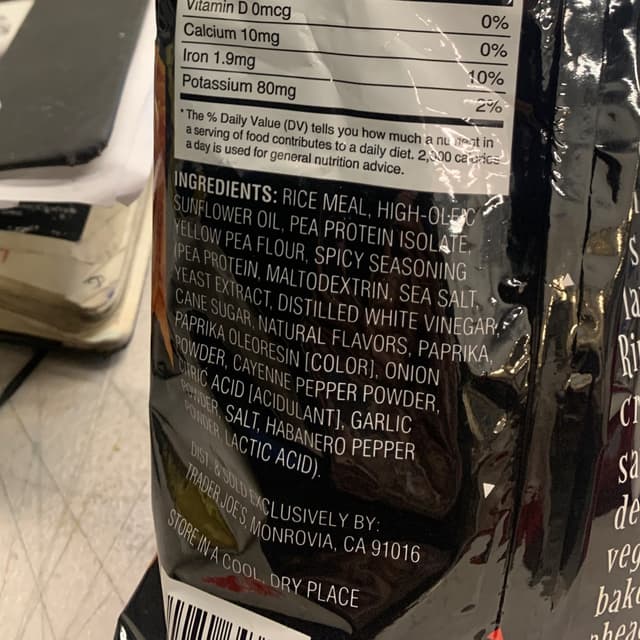 Vitamin D 0mcg 0%
Calcium 10mg 0%
Iron 1.9mg 10%
Potassium 80mg 2%
* The % Daily Value (DV) tells you how much a nutrient in
a serving of food contributes to a daily diet. 2,000 calories
a day is used for general nutrition advice.
INGREDIENTS: RICE MEAL, HIGH-OLEIC
SUNFLOWER OIL, PEA PROTEIN ISOLATE,
YELLOW PEA FLOUR, SPICY SEASONING
(PEA PROTEIN, MALTODEXTRIN, SEA SALT,
YEAST EXTRACT, DISTILLED WHITE VINEGAR,
CANE SUGAR, NATURAL FLAVORS, PAPRIKA,
PAPRIKA OLEORESIN [COLOR], ONION
POWDER, CAYENNE PEPPER POWDER,
CITRIC ACID [ACIDULANT], GARLIC
POWDER, SALT, HABANERO PEPPER
POWDER, LACTIC ACID).
DIST. & SOLD EXCLUSIVELY BY:
TRADER JOE'S, MONROVIA, CA 91016
STORE IN A COOL, DRY PLACE